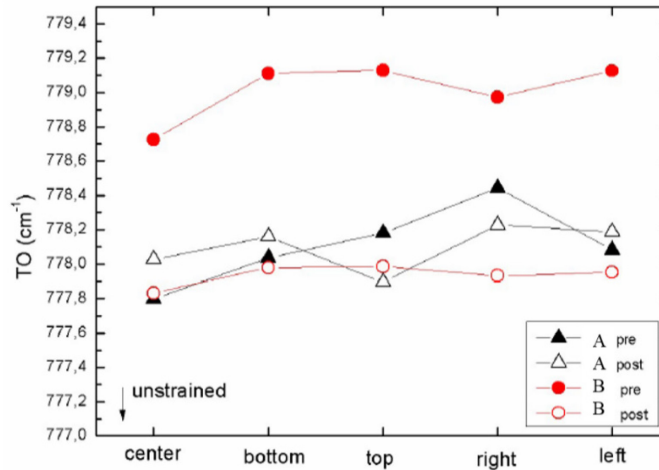 779,4
779,2
779,0
778,8
778,6
778,4
778,2
778,0
777,8
777,6
777,4
777,2
777,0
TO (cm⁻¹)
unstrained
A pre
A post
B pre
B post
center bottom top right left